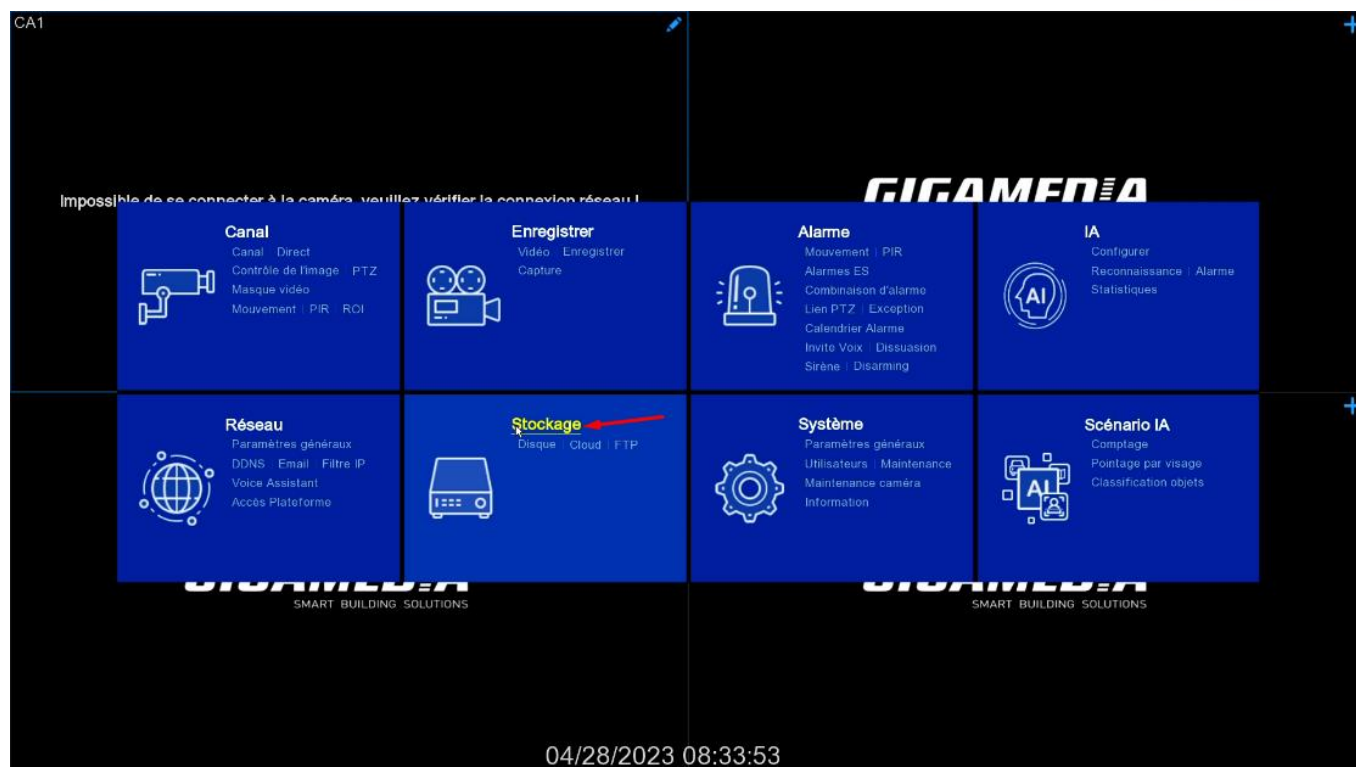 CA1
Impossible de se connecter à la caméra, veuillez vérifier la connexion réseau !
GIGAMEDIA
Canal
Canal Direct
Contrôle de l'image PTZ
Masque vidéo
Mouvement | PIR | ROI
Enregistrer
Vidéo | Enregistrer
Capture
Alarme
Mouvement | PIR
Alarmes ES
Combinaison d'alarme
Lien PTZ | Exception
Calendrier Alarme
Invite Voix | Dissuasion
Sirène | Disarming
IA
Configurer
Reconnaissance | Alarme
Statistiques
Réseau
Paramètres généraux
DDNS Email Filtre IP
Voice Assistant
Accès Plateforme
Stockage
Disque | Cloud | FTP
Système
Paramètres généraux
Utilisateurs | Maintenance
Maintenance caméra
Information
Scénario IA
Comptage
Pointage par visage
Classification objets
GIGAMEDIA
SMART BUILDING SOLUTIONS
GIGAMEDIA
SMART BUILDING SOLUTIONS
04/28/2023 08:33:53